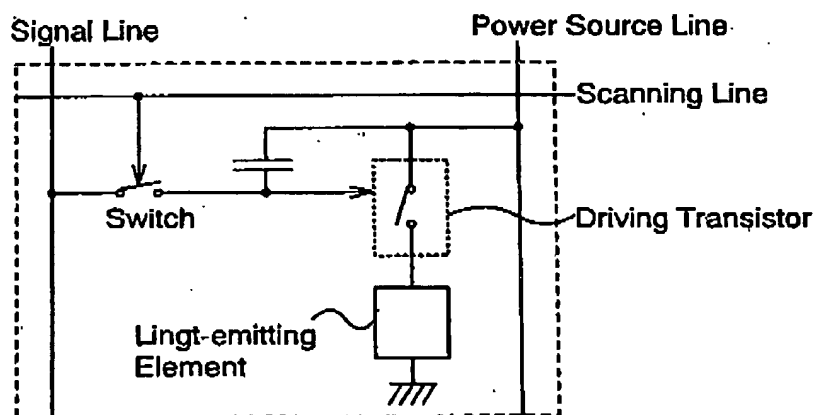 Signal Line
Power Source Line
Scanning Line
Switch
Driving Transistor
Lingt-emitting
Element